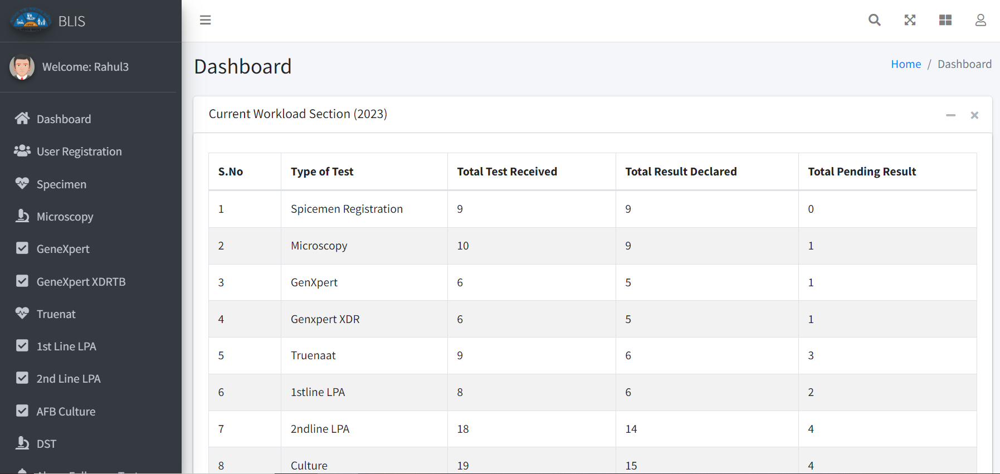 BLIS
Welcome: Rahul3
Dashboard
User Registration
Specimen
Microscopy
GeneXpert
GeneXpert XDRTB
Truenat
1st Line LPA
2nd Line LPA
AFB Culture
DST
Dashboard
Home / Dashboard
Current Workload Section (2023)
S.No Type of Test Total Test Received Total Result Declared Total Pending Result
1 Spicemen Registration 9 9 0
2 Microscopy 10 9 1
3 GenXpert 6 5 1
4 Genxpert XDR 6 5 1
5 Truenaat 9 6 3
6 1stline LPA 8 6 2
7 2ndline LPA 18 14 4
8 Culture 19 15 4